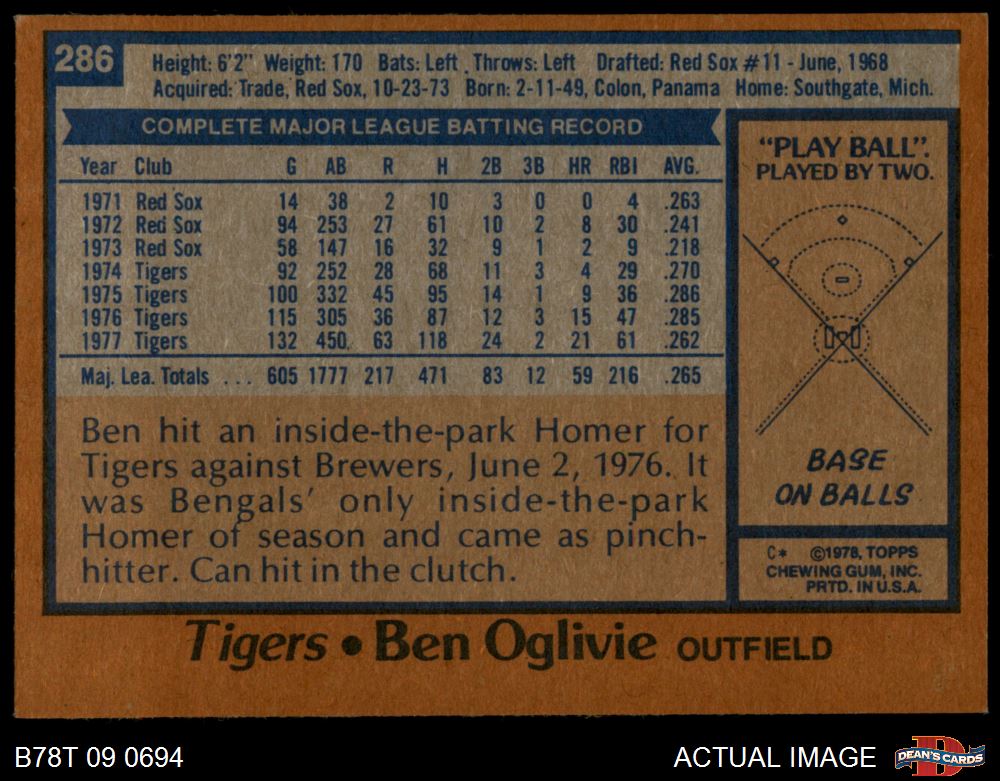 286
Height: 6'2" Weight: 170 Bats: Left Throws: Left Drafted: Red Sox #11 - June, 1968
Acquired: Trade, Red Sox, 10-23-73 Born: 2-11-49, Colon, Panama Home: Southgate, Mich.
COMPLETE MAJOR LEAGUE BATTING RECORD
Year Club G AB R H 2B 3B HR RBI AVG.
1971 Red Sox 14 38 2 10 3 0 0 4 .263
1972 Red Sox 94 253 27 61 10 2 8 30 .241
1973 Red Sox 58 147 16 32 9 1 2 9 .218
1974 Tigers 92 252 28 68 11 3 4 29 .270
1975 Tigers 100 332 45 95 14 1 9 36 .286
1976 Tigers 115 305 36 87 12 3 15 47 .285
1977 Tigers 132 450 63 118 24 2 21 61 .262
Maj. Lea. Totals ... 605 1777 217 471 83 12 59 216 .265
Ben hit an inside-the-park Homer for
Tigers against Brewers, June 2, 1976. It
was Bengals' only inside-the-park
Homer of season and came as pinch-
hitter. Can hit in the clutch.
"PLAY BALL".
PLAYED BY TWO.
BASE
ON BALLS
C* ©1978, TOPPS
CHEWING GUM, INC.
PRTD. IN U.S.A.
Tigers • Ben Oglivie OUTFIELD
B78T 09 0694
ACTUAL IMAGE
D
DEAN'S CARDS